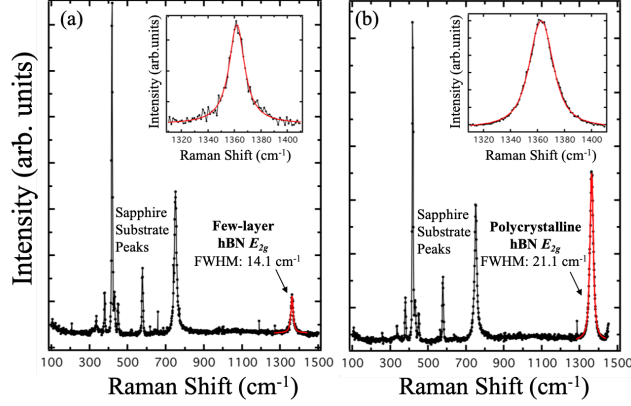 Intensity (arb. units)
(a)
Intensity (arb.units)
1320 1340 1360 1380 1400
Raman Shift (cm-1)
Sapphire
Substrate
Peaks
Few-layer
hBN E2g
FWHM: 14.1 cm-1
100 300 500 700 900 1100 1300 1500
Raman Shift (cm-1)
(b)
Intensity (arb.units)
1320 1340 1360 1380 1400
Raman Shift (cm-1)
Sapphire
Substrate
Peaks
Polycrystalline
hBN E2g
FWHM: 21.1 cm-1
100 300 500 700 900 1100 1300 1500
Raman Shift (cm-1)